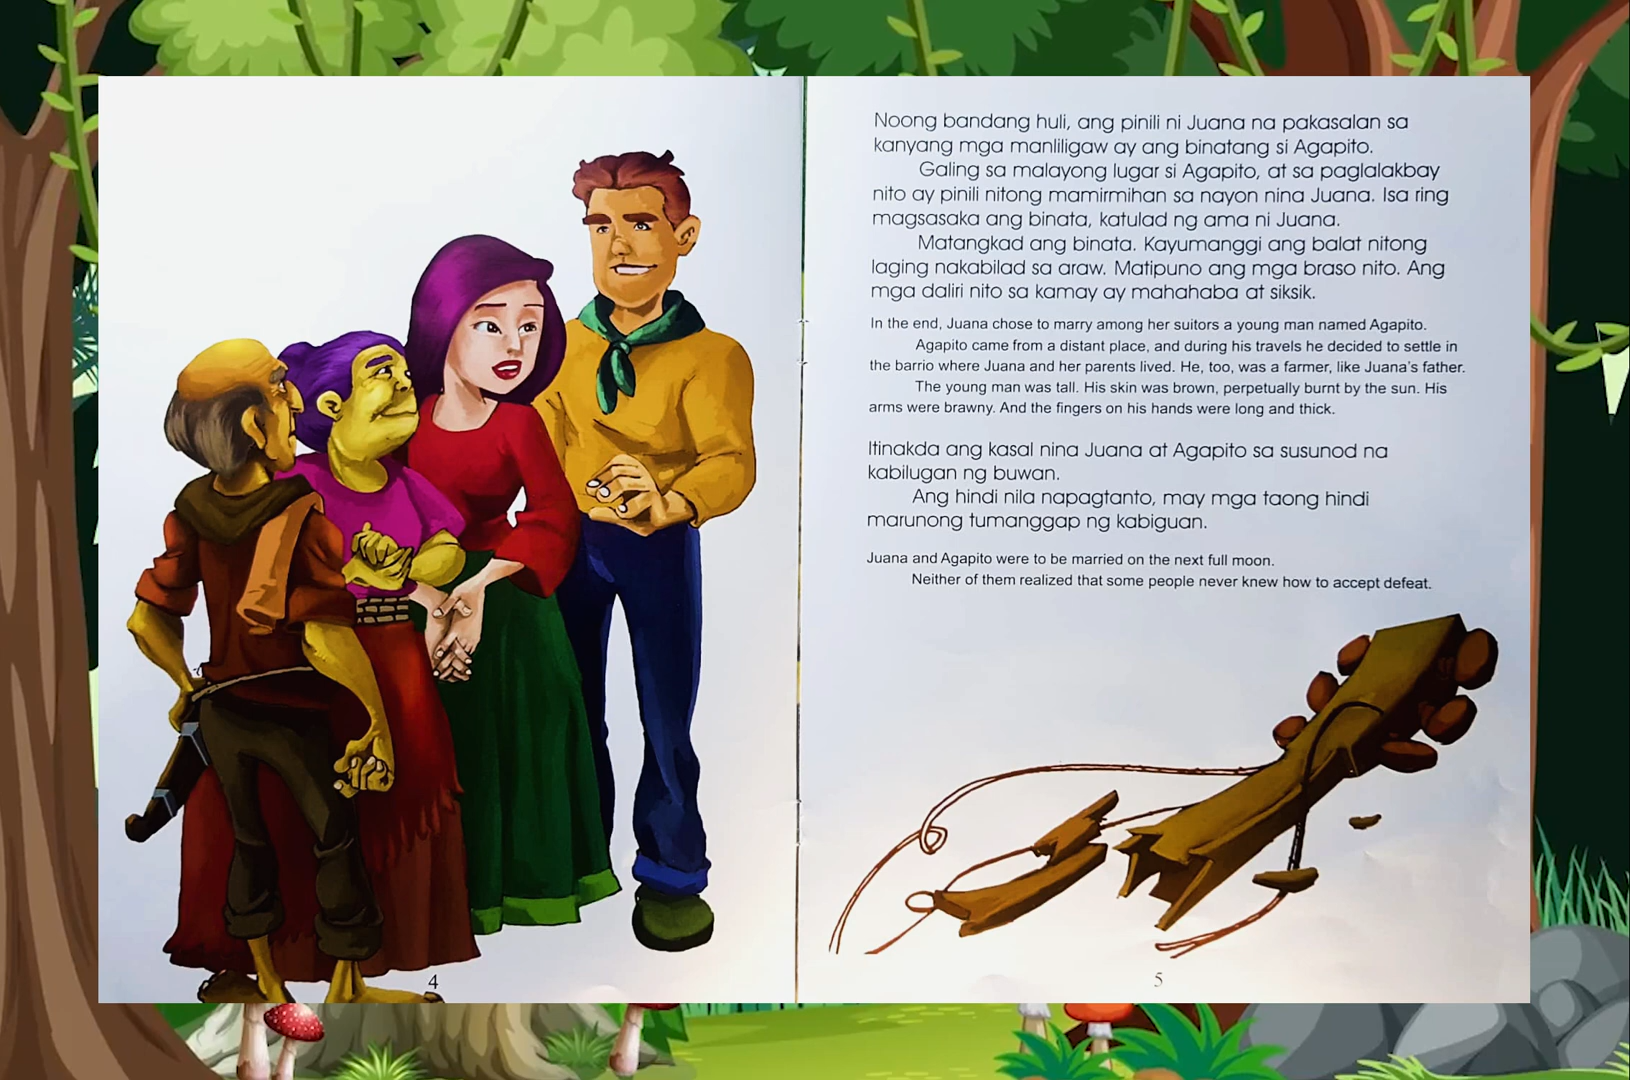 Noong bandang huli, ang pinili ni Juana na pakasalan sa
kanyang mga manliligaw ay ang binatang si Agapito.
Galing sa malayong lugar si Agapito, at sa paglalakbay
nito ay pinili nitong mamirmihan sa nayon nina Juana. Isa ring
magsasaka ang binata, katulad ng ama ni Juana.
Matangkad ang binata. Kayumanggi ang balat nitong
laging nakabilad sa araw. Matipuno ang mga braso nito. Ang
mga daliri nito sa kamay ay mahahaba at siksik.
In the end, Juana chose to marry among her suitors a young man named Agapito.
Agapito came from a distant place, and during his travels he decided to settle in
the barrio where Juana and her parents lived. He, too, was a farmer, like Juana's father.
The young man was tall. His skin was brown, perpetually burnt by the sun. His
arms were brawny. And the fingers on his hands were long and thick.
Itinakda ang kasal nina Juana at Agapito sa susunod na
kabilugan ng buwan.
Ang hindi nila napagtanto, may mga taong hindi
marunong tumanggap ng kabiguan.
Juana and Agapito were to be married on the next full moon.
Neither of them realized that some people never knew how to accept defeat.
4
5